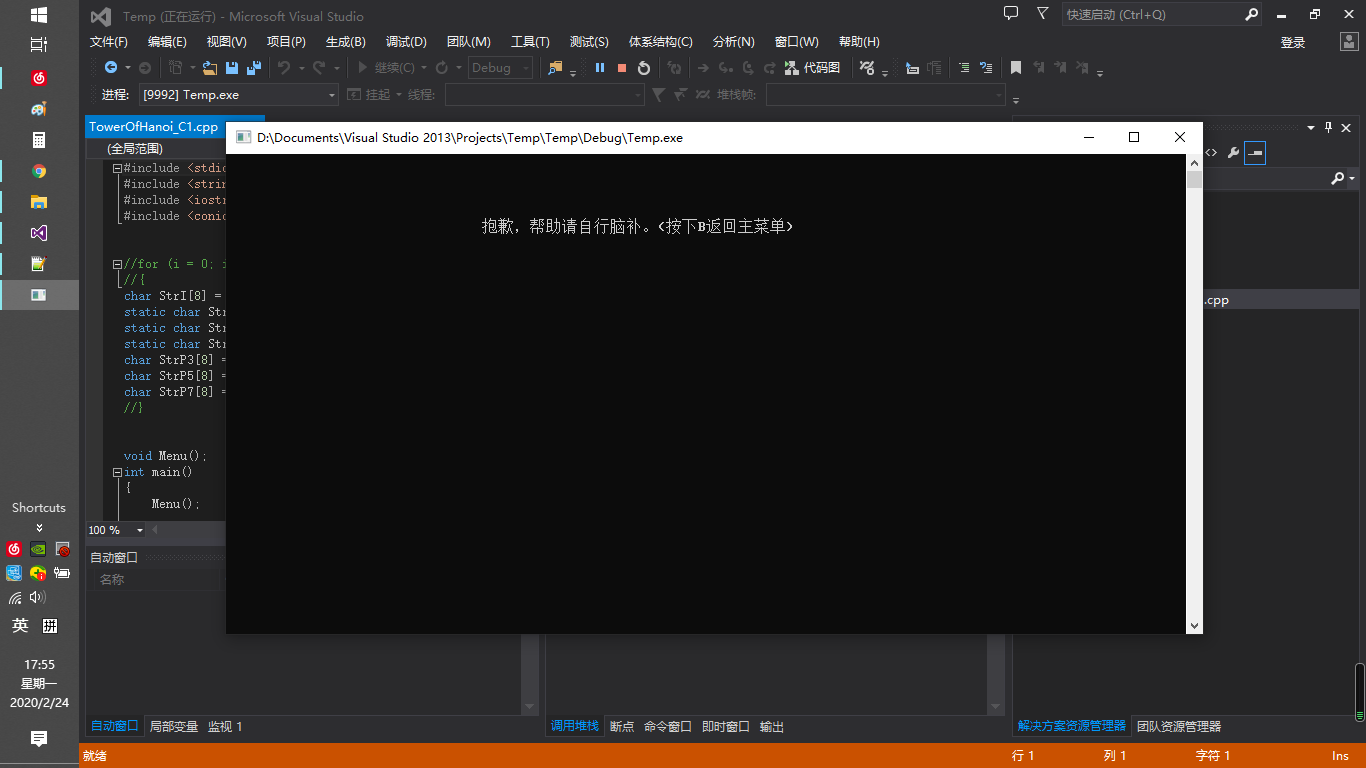 Temp (正在运行) - Microsoft Visual Studio
快速启动 (Ctrl+Q)
文件(F) 编辑(E) 视图(V) 项目(P) 生成(B) 调试(D) 团队(M) 工具(T) 测试(S) 体系结构(C) 分析(N) 窗口(W) 帮助(H)
登录
继续(C) Debug 代码图
进程: [9992] Temp.exe 挂起 线程: 堆栈帧:
TowerOfHanoi_C1.cpp
D:\Documents\Visual Studio 2013\Projects\Temp\Temp\Debug\Temp.exe
(全局范围)
#include <stdio
#include <strin
#include <iostr
#include <conio
抱歉，帮助请自行脑补。<按下B返回主菜单>
//for (i = 0; i
//{
char StrI[8] =
static char Str
static char Str
static char Str
char StrP3[8] =
char StrP5[8] =
char StrP7[8] =
//}
.cpp
void Menu();
int main()
{
Menu();
100 %
自动窗口
名称
Shortcuts
英 拼
17:55
星期一
2020/2/24
自动窗口 局部变量 监视 1
调用堆栈 断点 命令窗口 即时窗口 输出
解决方案资源管理器 团队资源管理器
就绪
行 1 列 1 字符 1 Ins